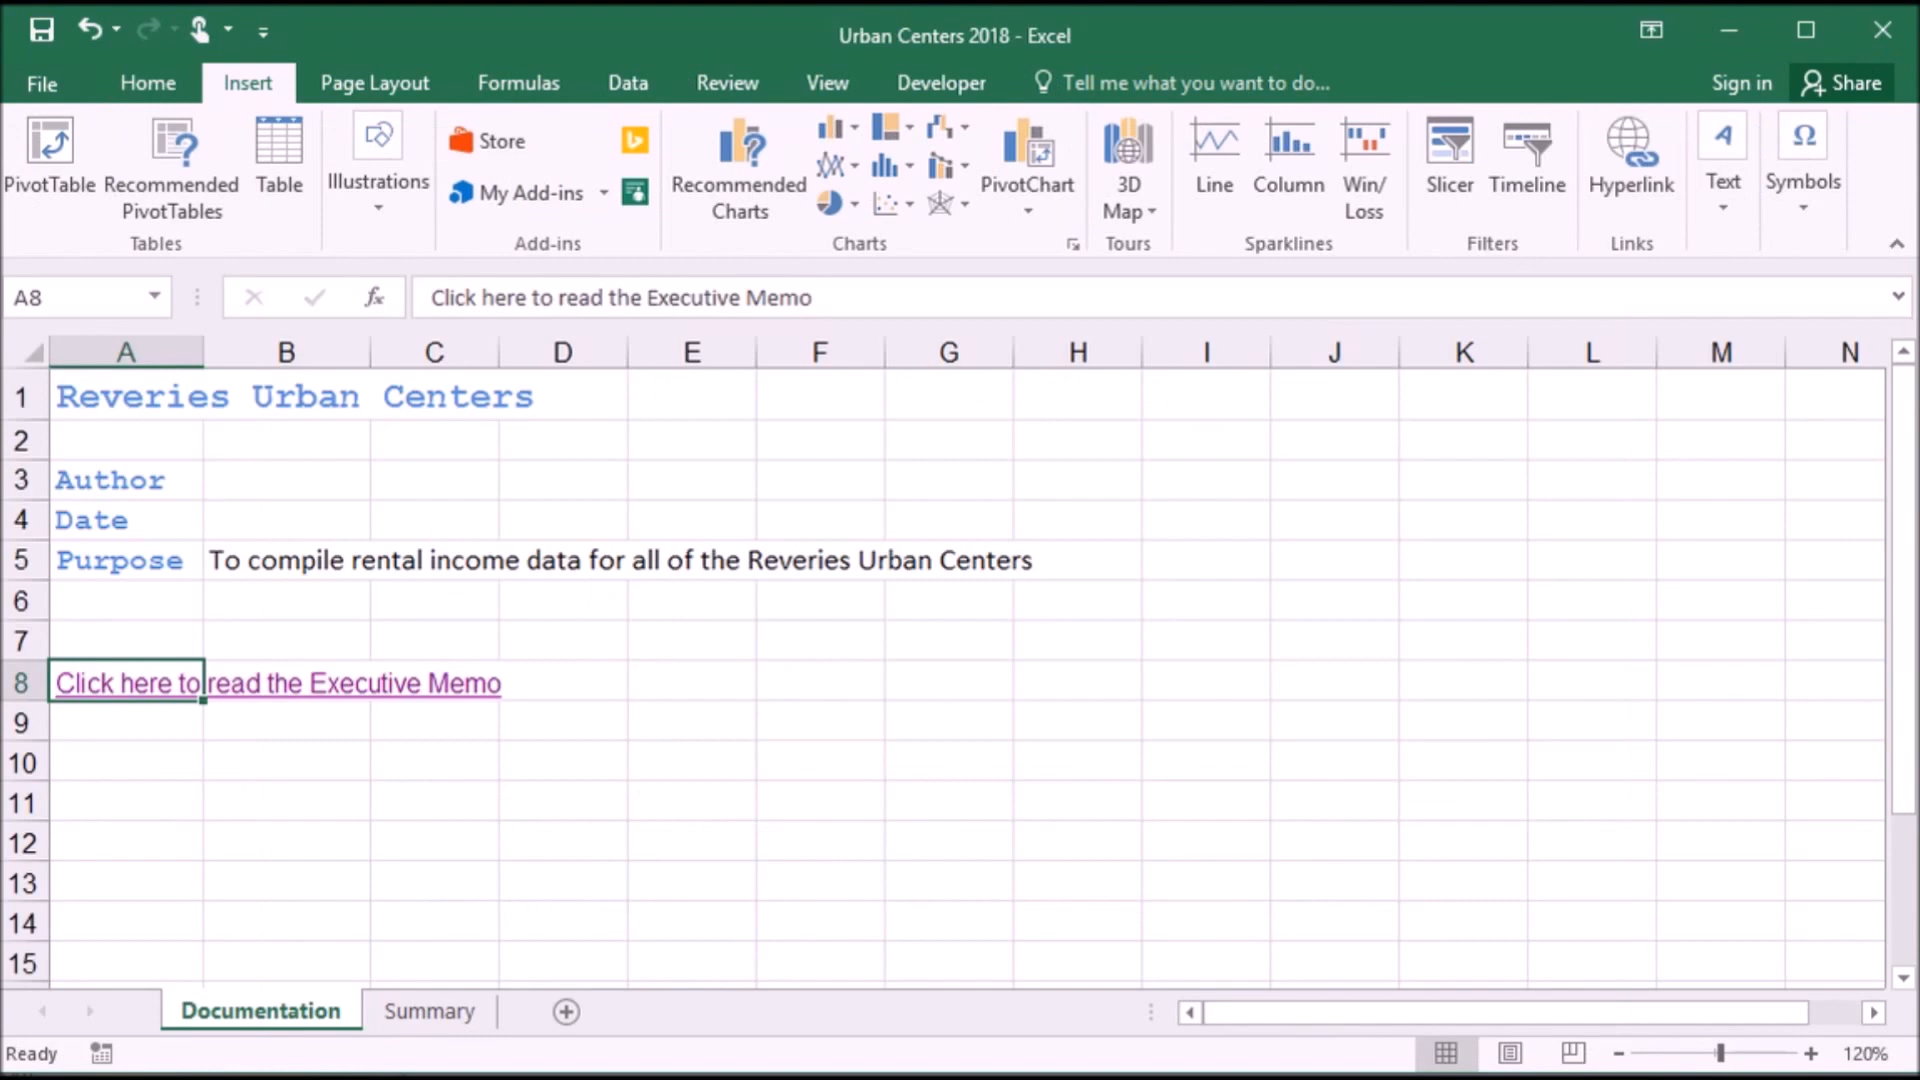 Urban Centers 2018 - Excel
File Home Insert Page Layout Formulas Data Review View Developer Tell me what you want to do... Sign in Share
PivotTable
Recommended PivotTables
Table
Tables
Illustrations
Store
My Add-ins
Add-ins
Recommended Charts
PivotChart
Charts
3D Map
Tours
Line
Column
Win/ Loss
Sparklines
Slicer
Timeline
Filters
Hyperlink
Links
Text
Symbols
A8 fx Click here to read the Executive Memo
A B C D E F G H I J K L M N
1 Reveries Urban Centers
2
3 Author
4 Date
5 Purpose To compile rental income data for all of the Reveries Urban Centers
6
7
8 Click here to read the Executive Memo
9
10
11
12
13
14
15
Documentation Summary
Ready 120%